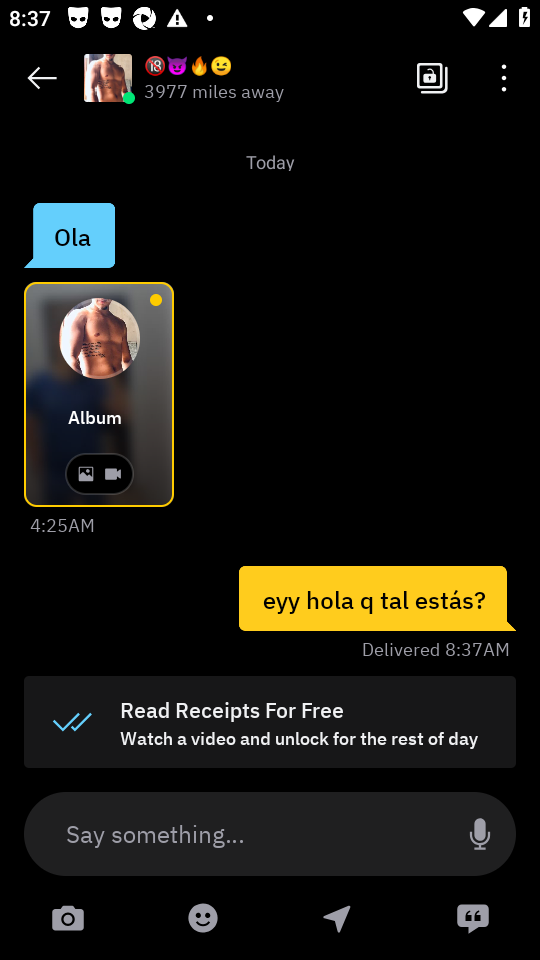 8:37
🔞😈🔥😉
3977 miles away
Today
Ola
Album
4:25AM
eyy hola q tal estás?
Delivered 8:37AM
Read Receipts For Free
Watch a video and unlock for the rest of day
Say something...